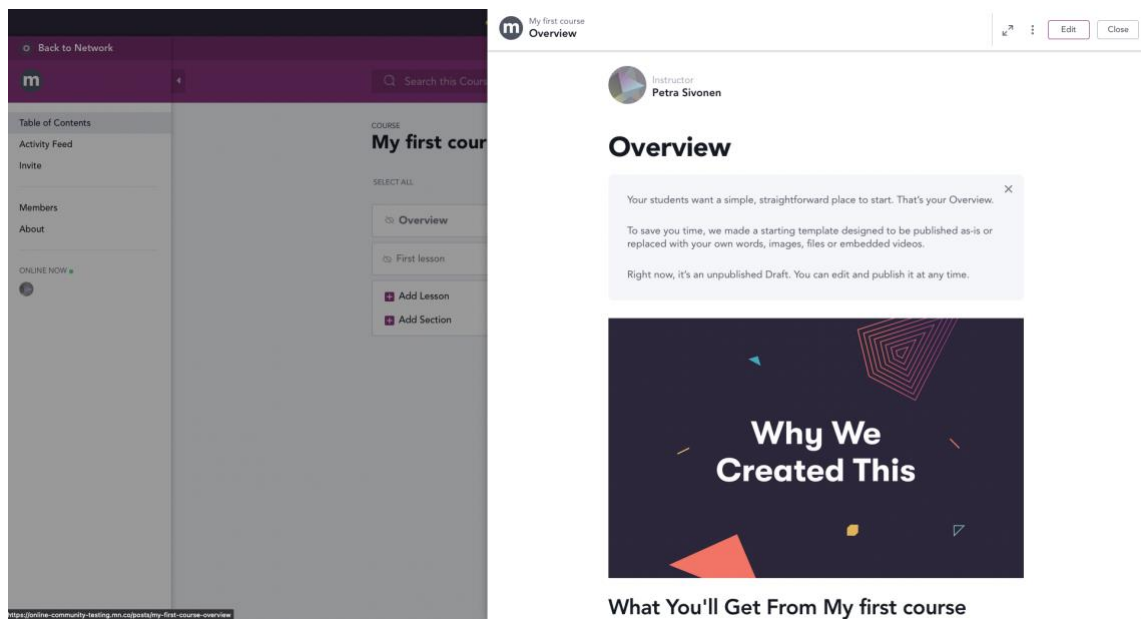 Back to Network
m
Search this Cours
Table of Contents
Activity Feed
Invite
Members
About
ONLINE NOW
COURSE
My first cour
SELECT ALL
Overview
First lesson
Add Lesson
Add Section
https://online-community-testing.mn.co/posts/my-first-course-overview
m
My first course
Overview
Edit
Close
Instructor
Petra Sivonen
Overview
Your students want a simple, straightforward place to start. That's your Overview.
To save you time, we made a starting template designed to be published as-is or
replaced with your own words, images, files or embedded videos.
Right now, it's an unpublished Draft. You can edit and publish it at any time.
Why We
Created This
What You'll Get From My first course